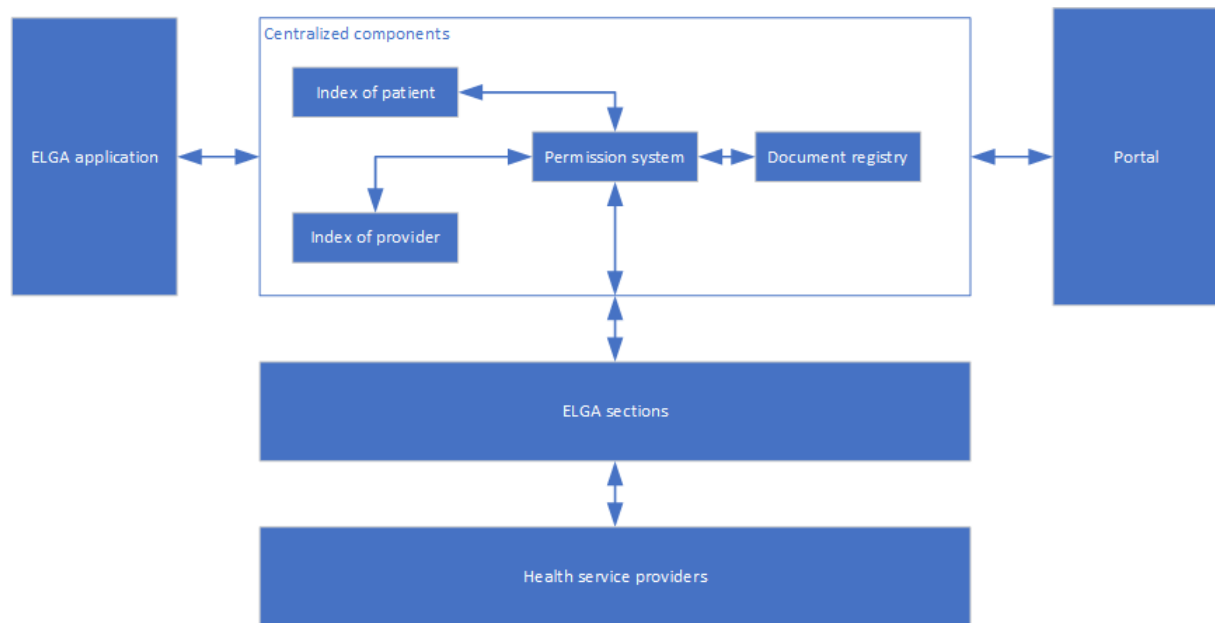 Centralized components
Index of patient
ELGA application
Permission system
Document registry
Portal
Index of provider
ELGA sections
Health service providers